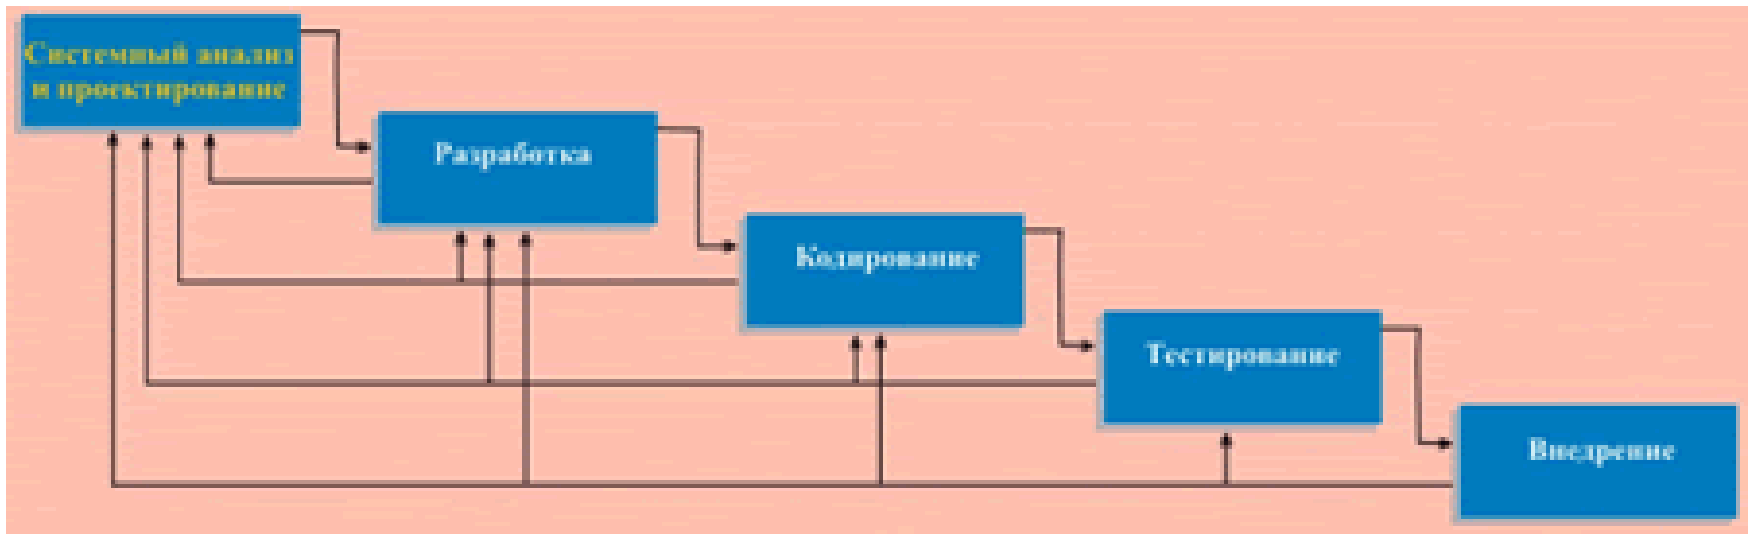 Системный анализ
и проектирование
Разработка
Кодирование
Тестирование
Внедрение